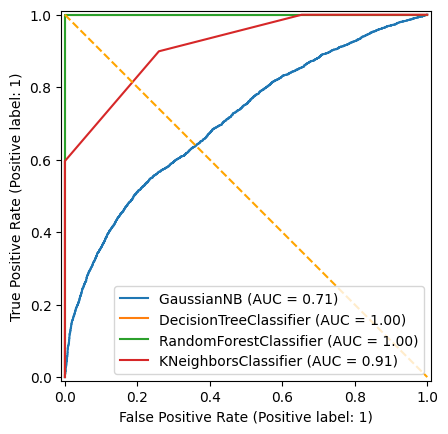 1.0
0.8
0.6
0.4
0.2
0.0
True Positive Rate (Positive label: 1)
GaussianNB (AUC = 0.71)
DecisionTreeClassifier (AUC = 1.00)
RandomForestClassifier (AUC = 1.00)
KNeighborsClassifier (AUC = 0.91)
0.0 0.2 0.4 0.6 0.8 1.0
False Positive Rate (Positive label: 1)